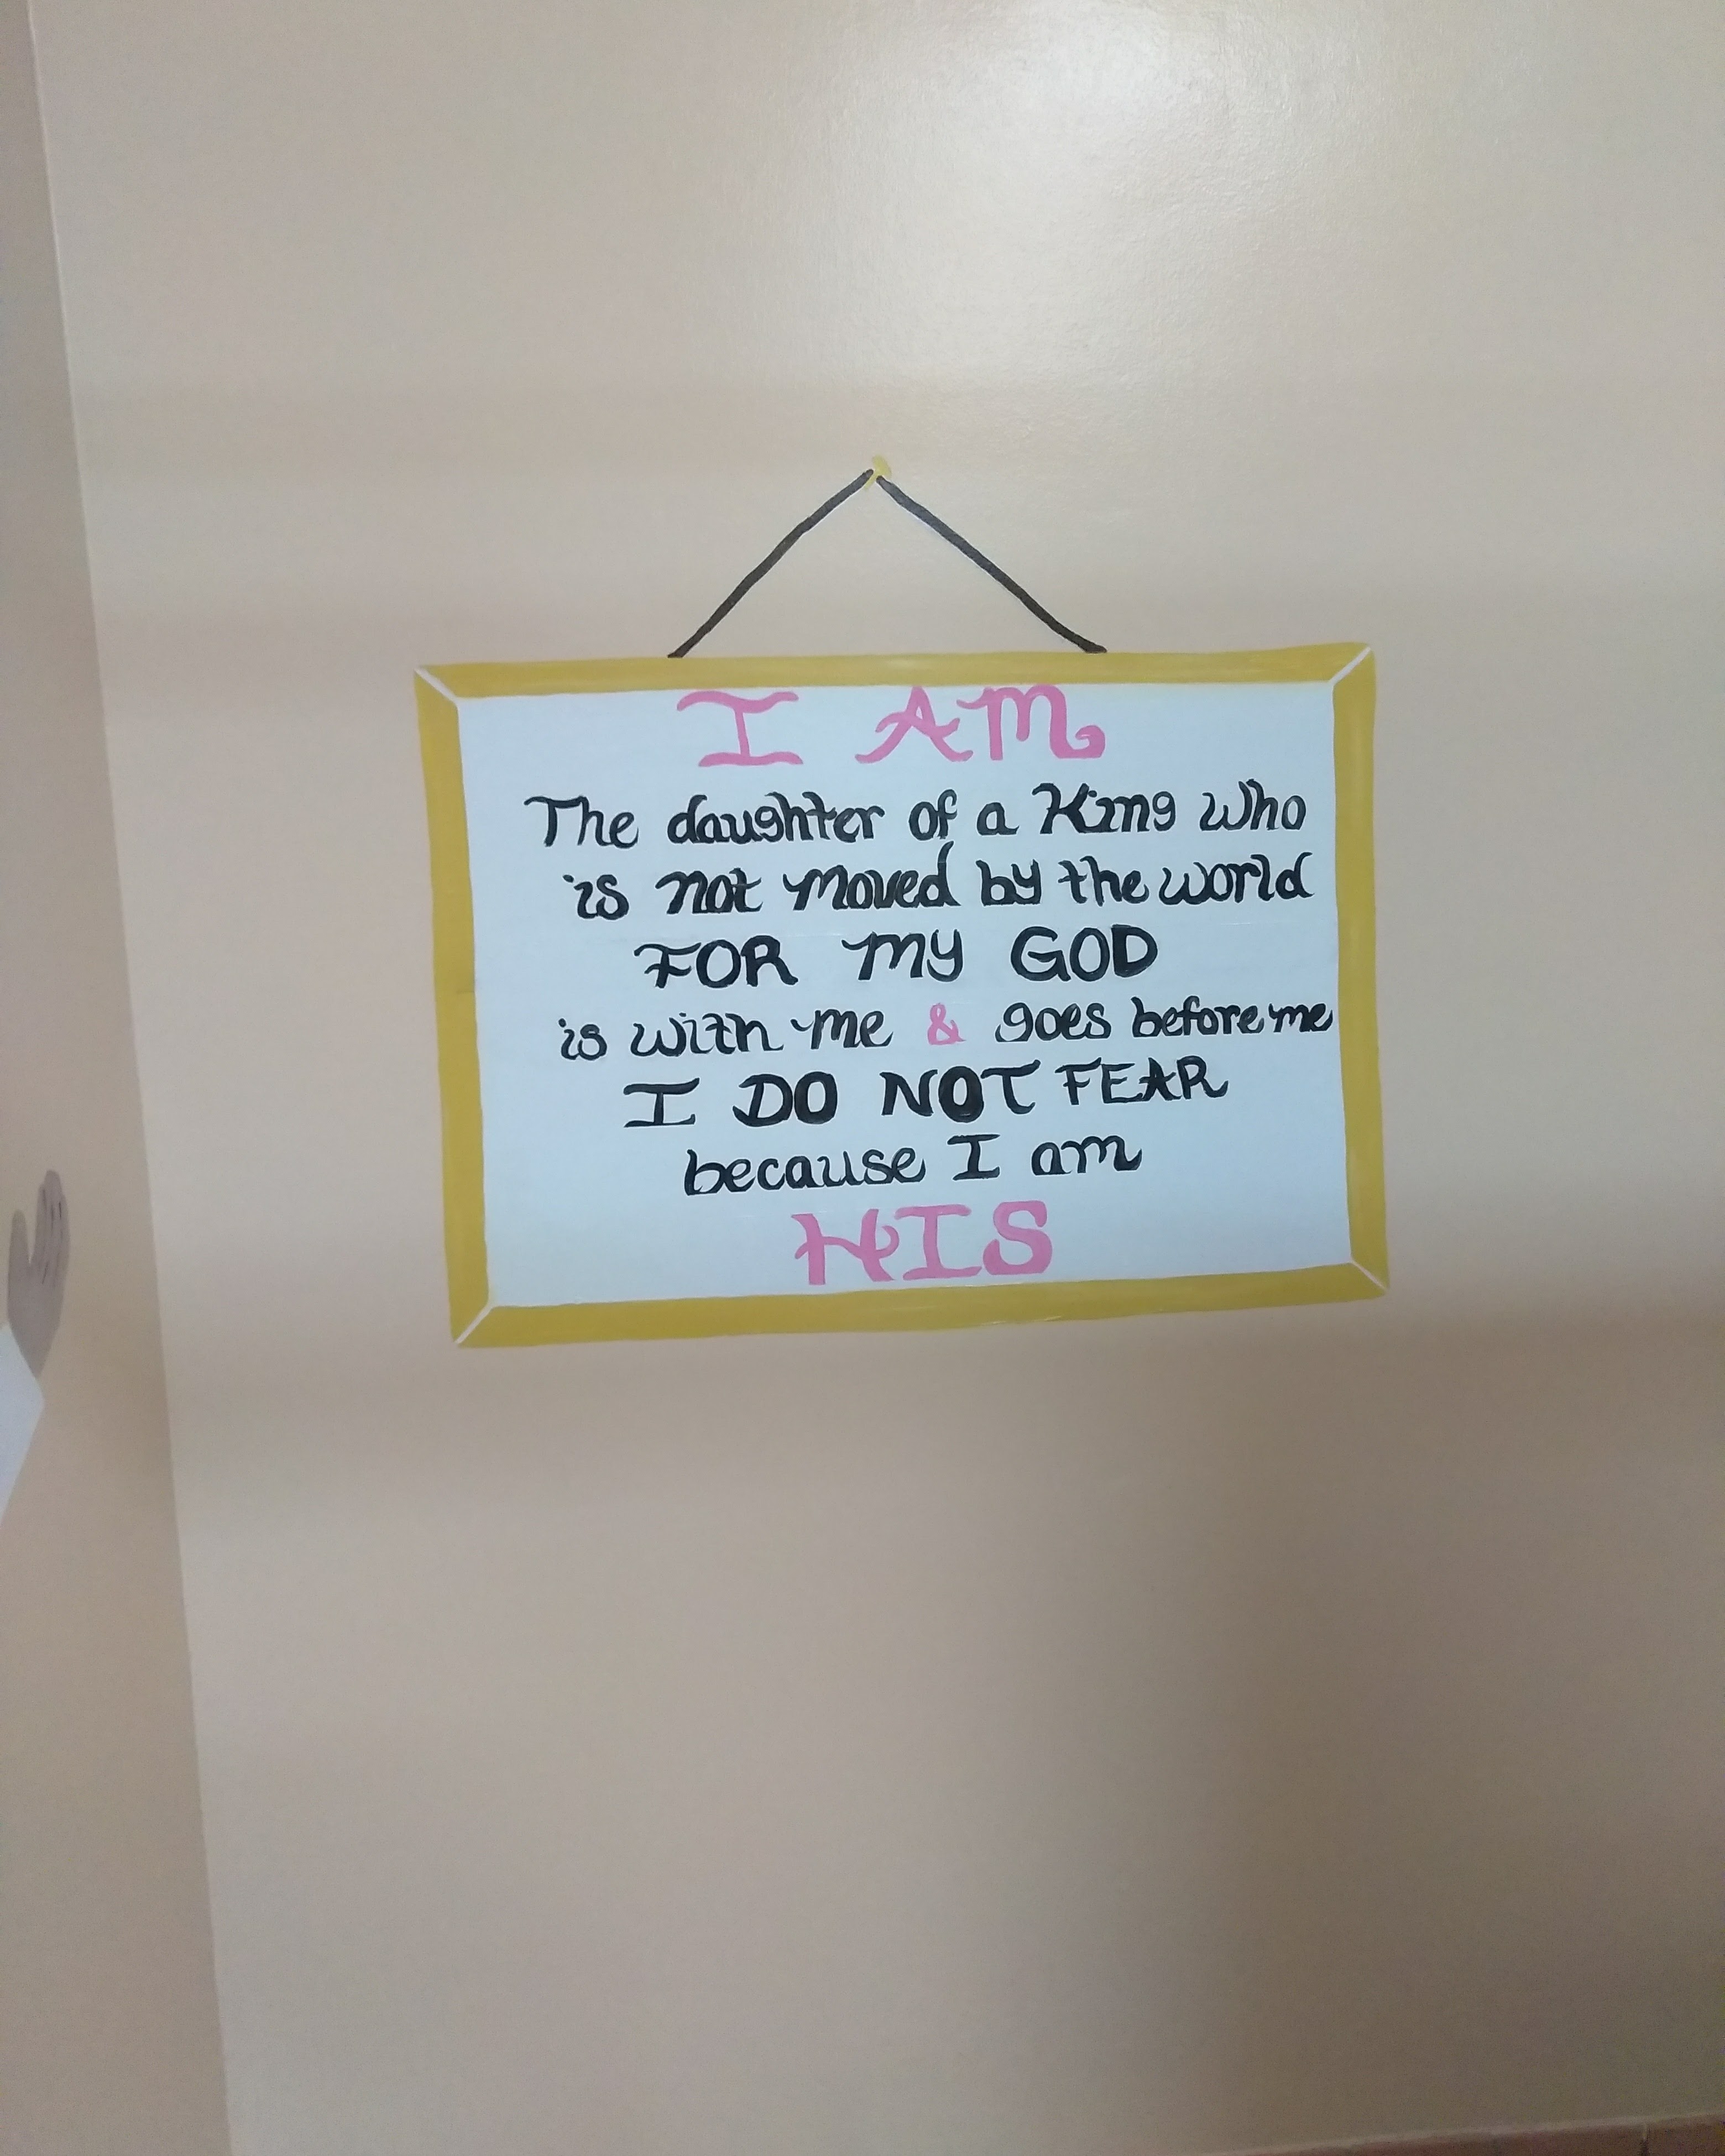 I AM
The daughter of a King who
is not moved by the world
FOR MY GOD
is with me & goes before me
I DO NOT FEAR
because I am
HIS